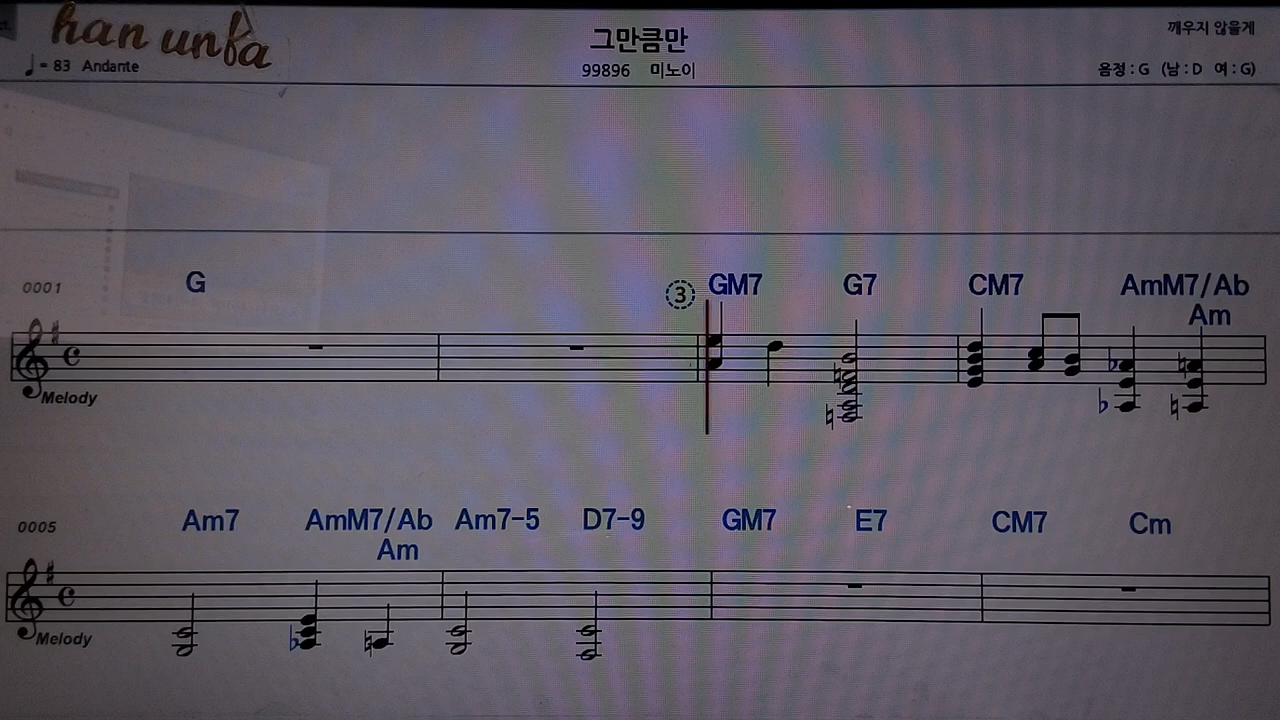 han unfa
그만큼만
깨우지 않을게
♩= 83 Andante
99896 미노이
음정 : G (남 : D 여 : G)
0001 G ③ GM7 G7 CM7 AmM7/Ab
Am
Melody
0005 Am7 AmM7/Ab Am7-5 D7-9 GM7 E7 CM7 Cm
Am
Melody